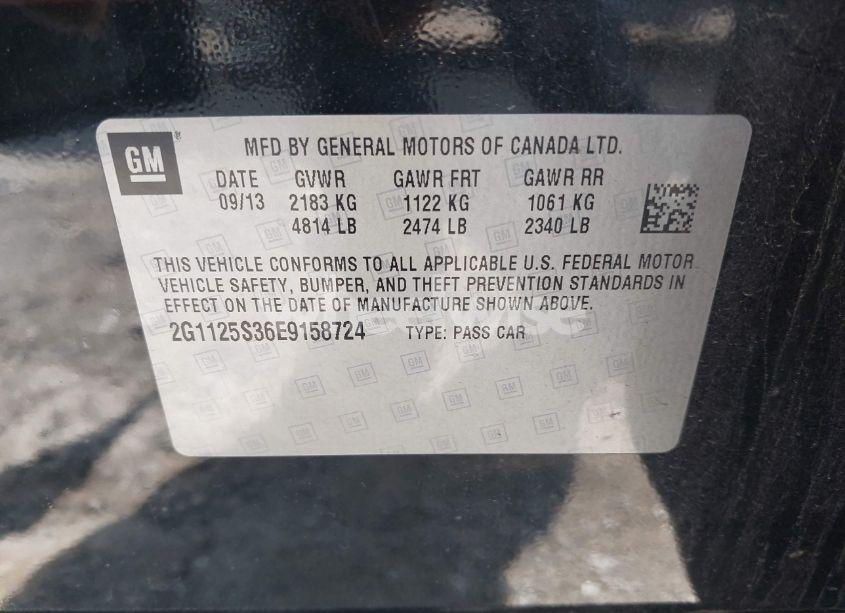 GM
MFD BY GENERAL MOTORS OF CANADA LTD.
DATE GVWR GAWR FRT GAWR RR
09/13 2183 KG 1122 KG 1061 KG
4814 LB 2474 LB 2340 LB
THIS VEHICLE CONFORMS TO ALL APPLICABLE U.S. FEDERAL MOTOR
VEHICLE SAFETY, BUMPER, AND THEFT PREVENTION STANDARDS IN
EFFECT ON THE DATE OF MANUFACTURE SHOWN ABOVE.
2G1125S36E9158724 TYPE: PASS CAR